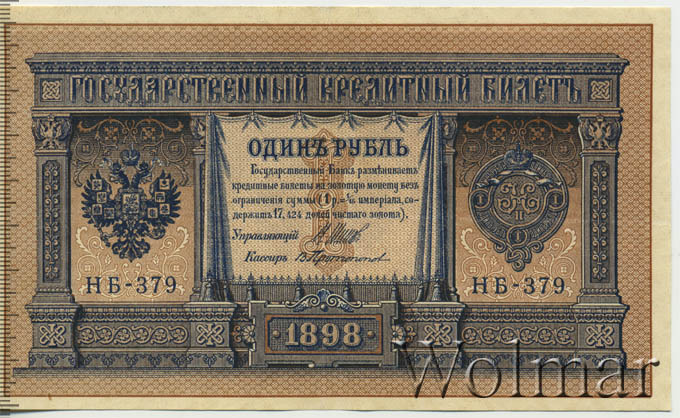 ГОСУДАРСТВЕННЫЙ КРЕДИТНЫЙ БИЛЕТЪ
ОДИНЪ РУБЛЬ
Государственный Банкъ размѣниваетъ
кредитные билеты на золотую монету безъ
ограниченія суммы (1 р.= 1/15 имперіала, со-
держитъ 17,424 долей чистаго золота).
Управляющій
Кассиръ
НБ-379
НБ-379
1898
Wolmar